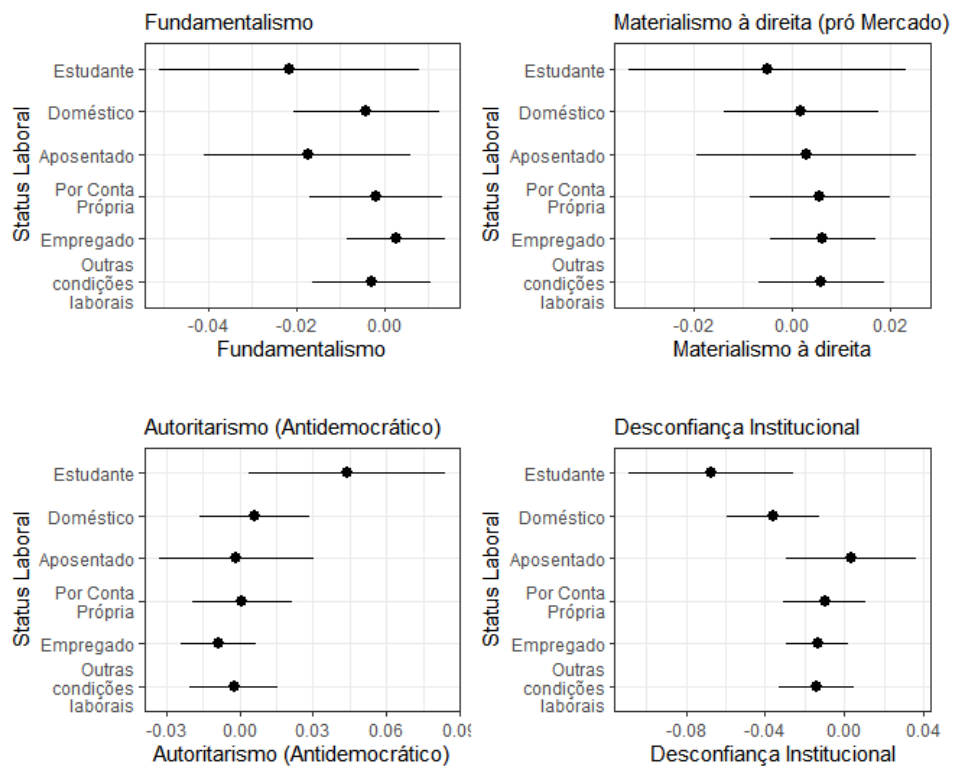 Fundamentalismo
Status Laboral
Estudante
Doméstico
Aposentado
Por Conta
Própria
Empregado
Outras
condições
laborais
-0.04 -0.02 0.00
Fundamentalismo
Materialismo à direita (pró Mercado)
Status Laboral
Estudante
Doméstico
Aposentado
Por Conta
Própria
Empregado
Outras
condições
laborais
-0.02 0.00 0.02
Materialismo à direita
Autoritarismo (Antidemocrático)
Status Laboral
Estudante
Doméstico
Aposentado
Por Conta
Própria
Empregado
Outras
condições
laborais
-0.03 0.00 0.03 0.06 0.09
Autoritarismo (Antidemocrático)
Desconfiança Institucional
Status Laboral
Estudante
Doméstico
Aposentado
Por Conta
Própria
Empregado
Outras
condições
laborais
-0.08 -0.04 0.00 0.04
Desconfiança Institucional